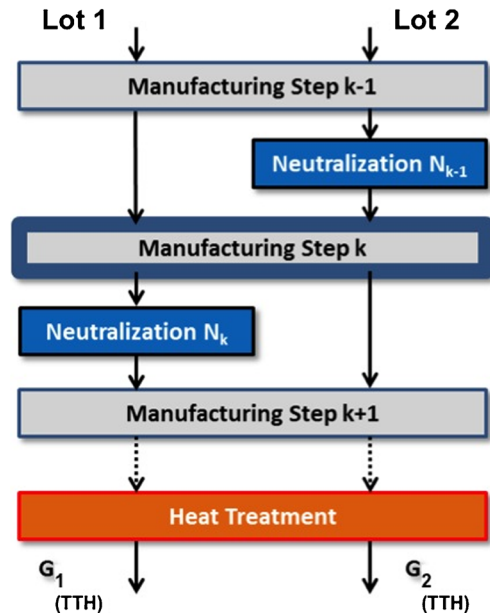 Lot 1 Lot 2
Manufacturing Step k-1
Neutralization Nk-1
Manufacturing Step k
Neutralization Nk
Manufacturing Step k+1
Heat Treatment
G1 G2
(TTH) (TTH)